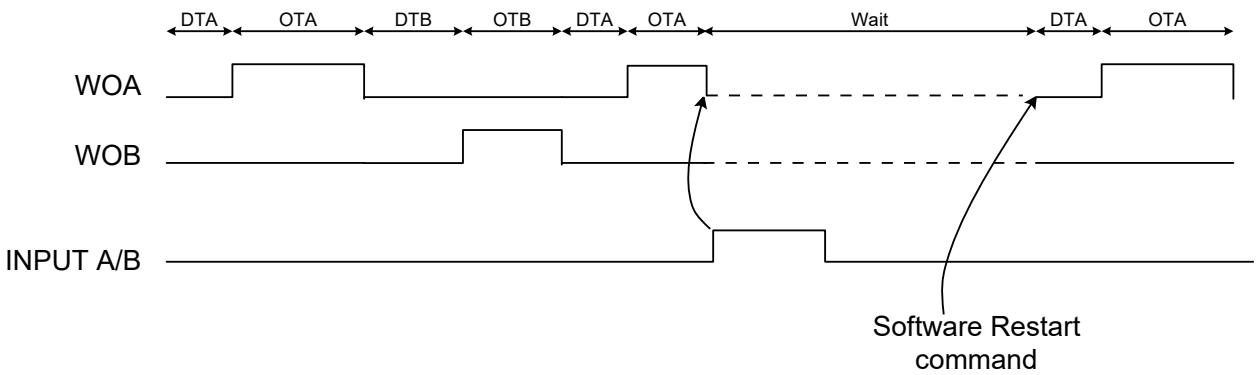 DTA OTA DTB OTB DTA OTA Wait DTA OTA
WOA
WOB
INPUT A/B
Software Restart
command